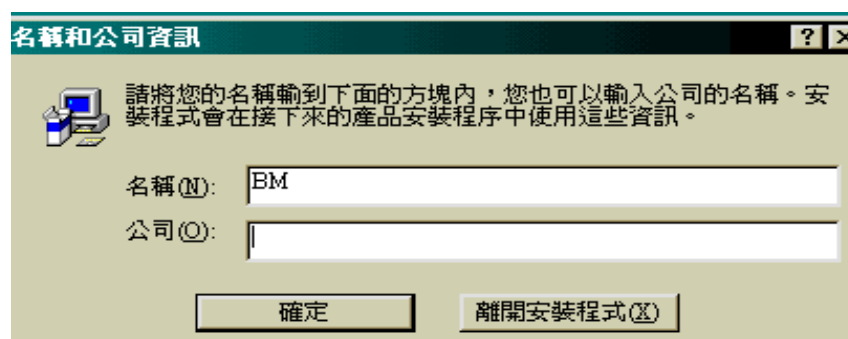 名稱和公司資訊
請將您的名稱輸到下面的方塊內，您也可以輸入公司的名稱。安
裝程式會在接下來的產品安裝程序中使用這些資訊。
名稱(N): BM
公司(O):
確定 離開安裝程式(X)